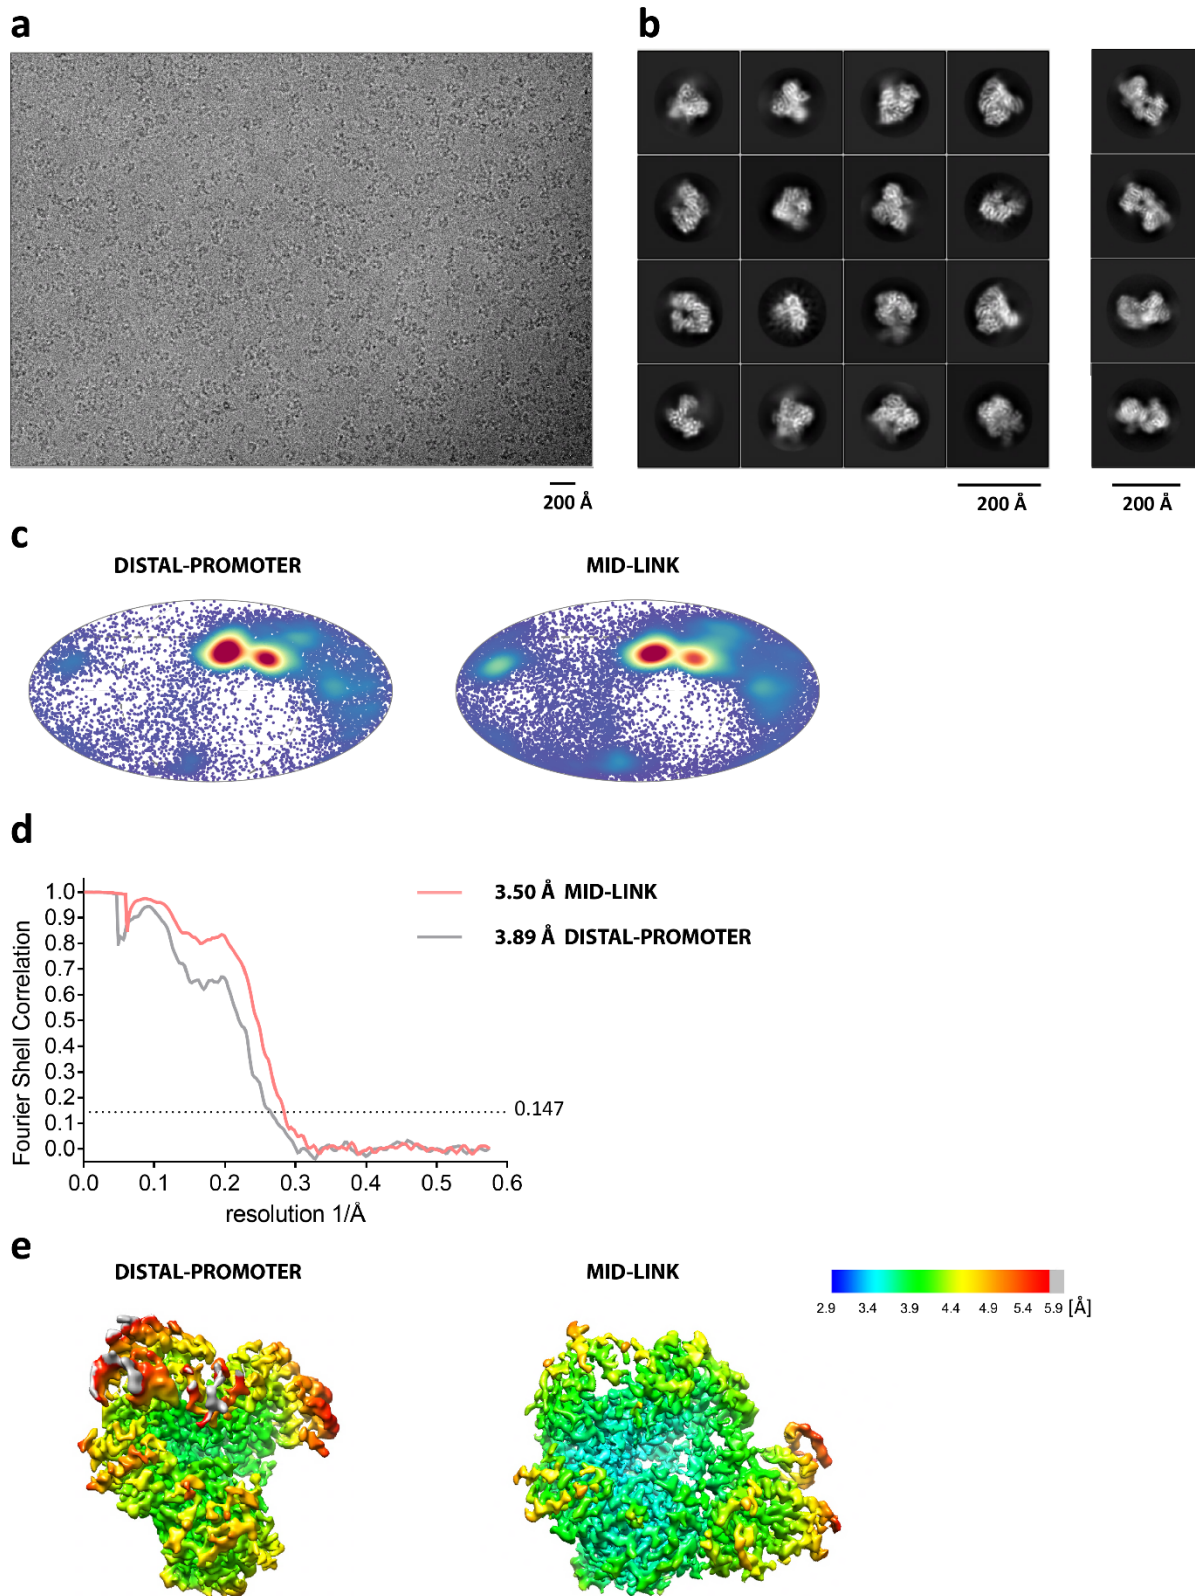 a
b
200 Å
200 Å
200 Å
c
DISTAL-PROMOTER
MID-LINK
d
Fourier Shell Correlation
1.0
0.9
0.8
0.7
0.6
0.5
0.4
0.3
0.2
0.1
0.0
3.50 Å MID-LINK
3.89 Å DISTAL-PROMOTER
0.147
0.0 0.1 0.2 0.3 0.4 0.5 0.6
resolution 1/Å
e
DISTAL-PROMOTER
MID-LINK
2.9 3.4 3.9 4.4 4.9 5.4 5.9 [Å]